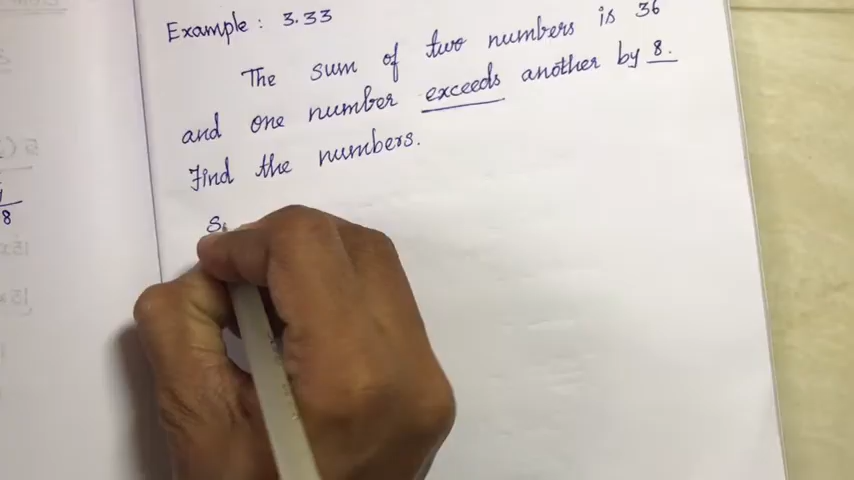 Example : 3.33
The sum of two numbers is 36
and one number exceeds another by 8.
Find the numbers.
8